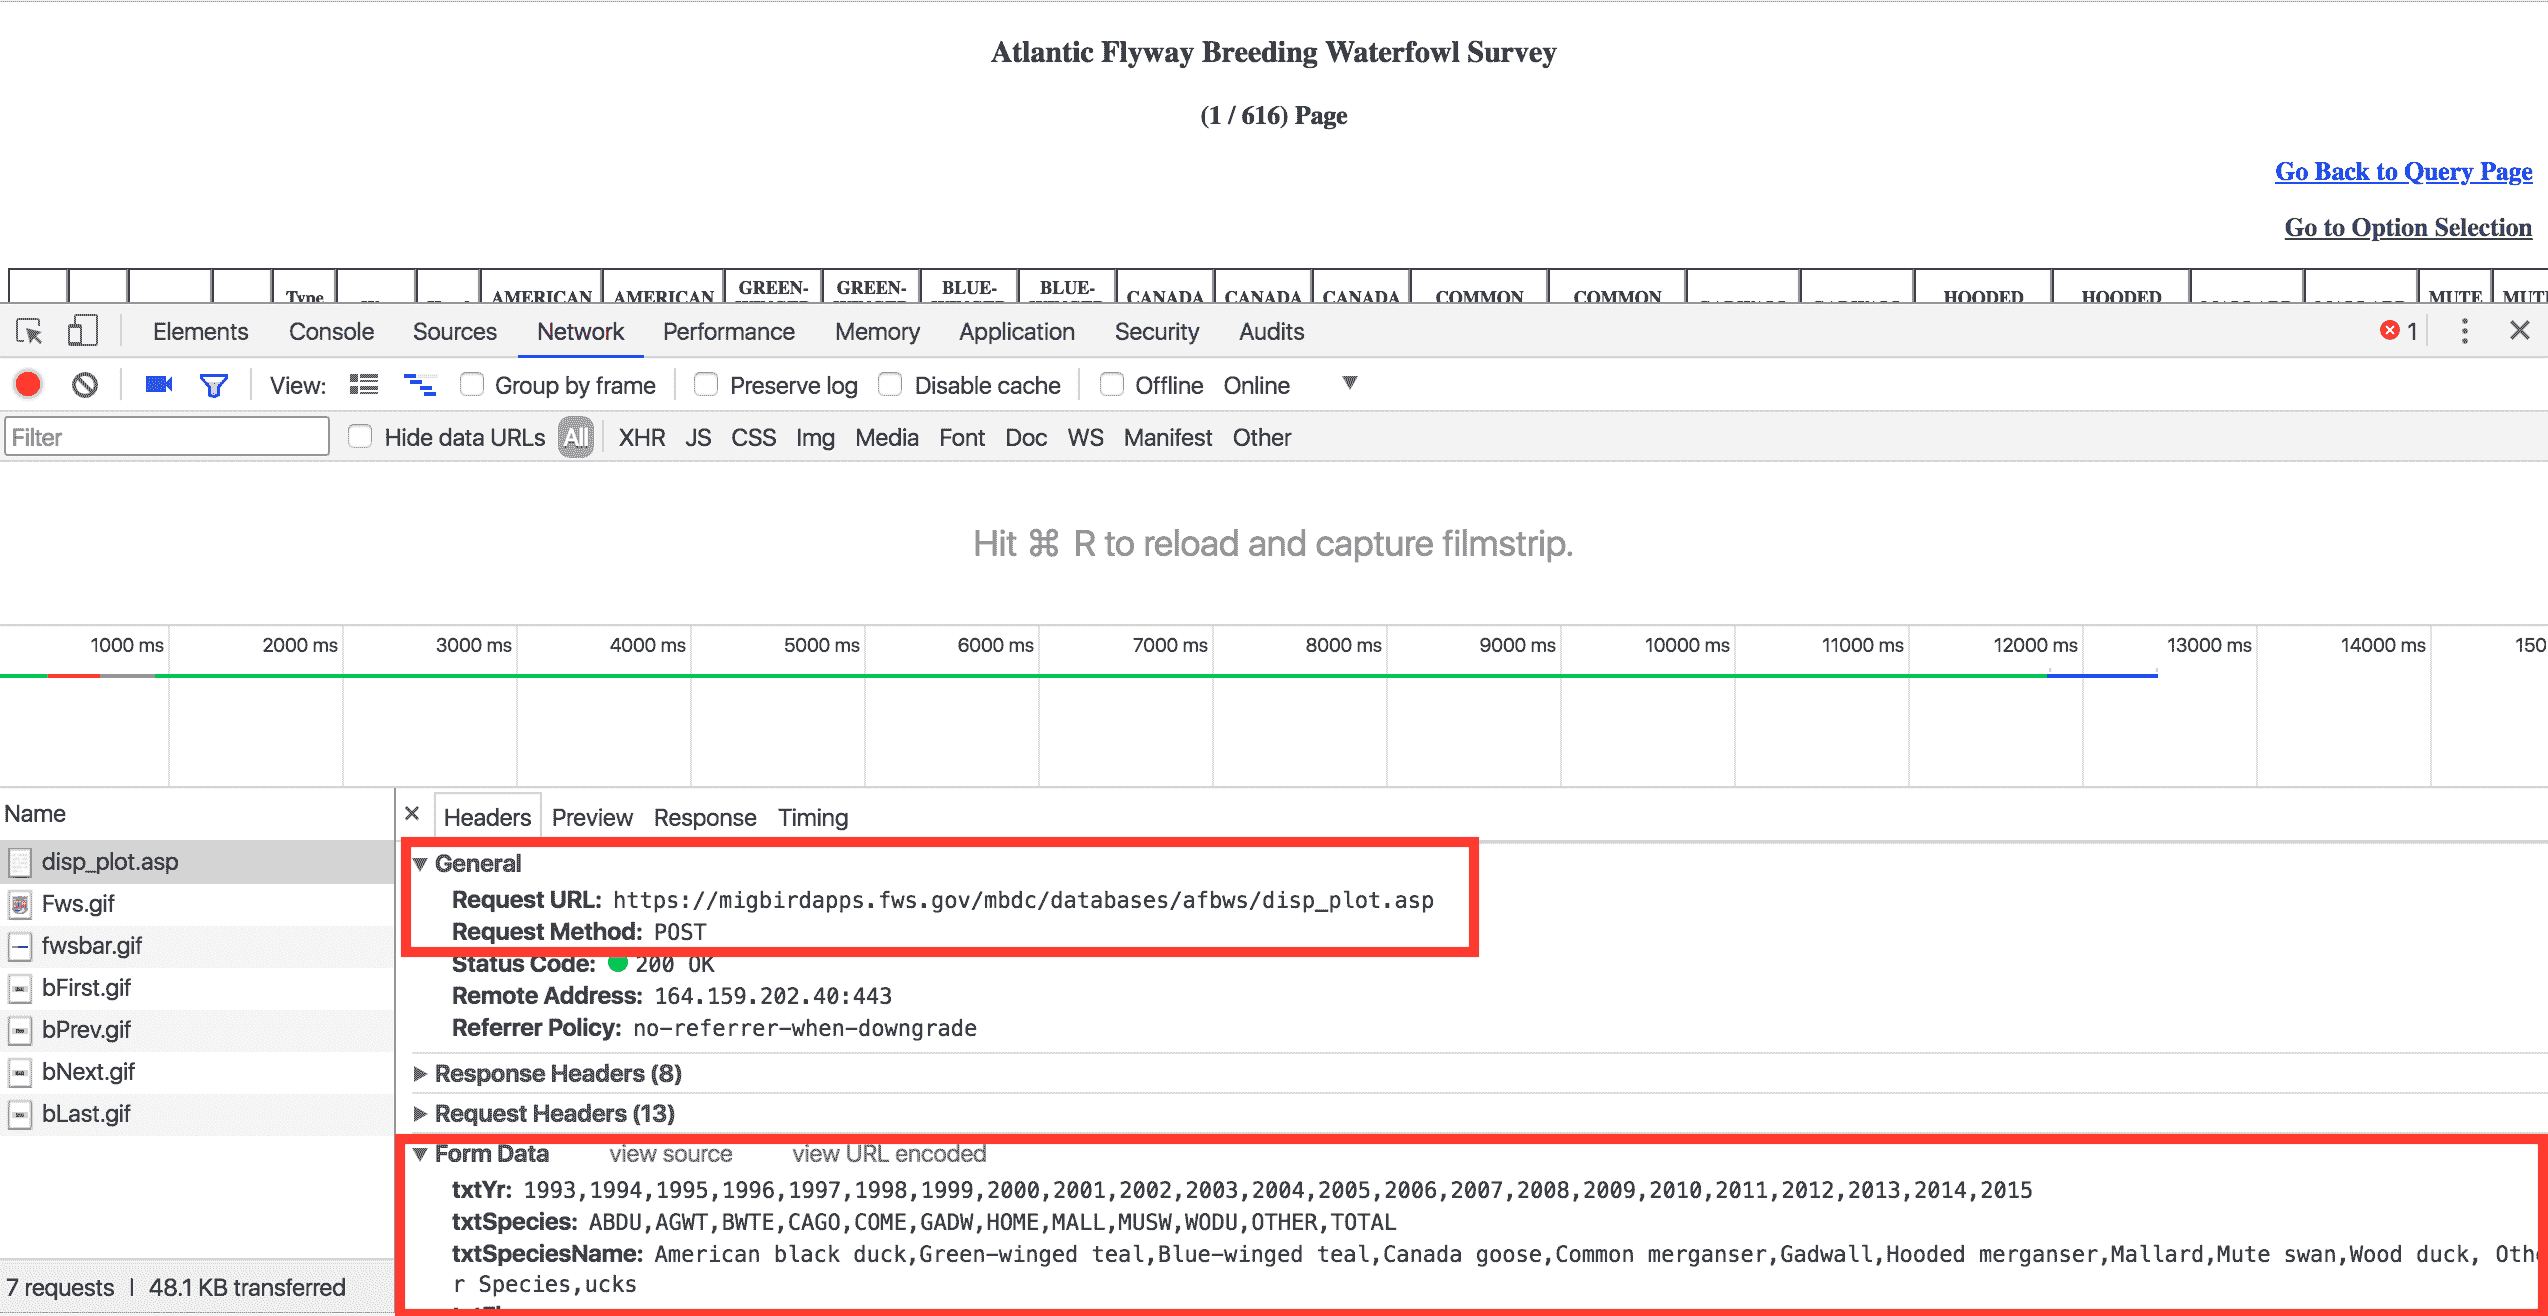 Atlantic Flyway Breeding Waterfowl Survey
(1 / 616) Page
Go Back to Query Page
Go to Option Selection
Type AMERICAN AMERICAN GREEN- GREEN- BLUE- BLUE- CANADA CANADA CANADA COMMON COMMON HOODED HOODED MUTE
Elements Console Sources Network Performance Memory Application Security Audits 1
View: Group by frame Preserve log Disable cache Offline Online
Filter Hide data URLs All XHR JS CSS Img Media Font Doc WS Manifest Other
Hit ⌘ R to reload and capture filmstrip.
1000 ms 2000 ms 3000 ms 4000 ms 5000 ms 6000 ms 7000 ms 8000 ms 9000 ms 10000 ms 11000 ms 12000 ms 13000 ms 14000 ms 150
Name
Headers Preview Response Timing
disp_plot.asp
Fws.gif
fwsbar.gif
bFirst.gif
bPrev.gif
bNext.gif
bLast.gif
7 requests | 48.1 KB transferred
General
Request URL: https://migbirdapps.fws.gov/mbdc/databases/afbws/disp_plot.asp
Request Method: POST
Status Code: 200 OK
Remote Address: 164.159.202.40:443
Referrer Policy: no-referrer-when-downgrade
Response Headers (8)
Request Headers (13)
Form Data view source view URL encoded
txtYr: 1993,1994,1995,1996,1997,1998,1999,2000,2001,2002,2003,2004,2005,2006,2007,2008,2009,2010,2011,2012,2013,2014,2015
txtSpecies: ABDU,AGWT,BWTE,CAGO,COME,GADW,HOME,MALL,MUSW,WODU,OTHER,TOTAL
txtSpeciesName: American black duck,Green-winged teal,Blue-winged teal,Canada goose,Common merganser,Gadwall,Hooded merganser,Mallard,Mute swan,Wood duck, Othe
r Species,ucks